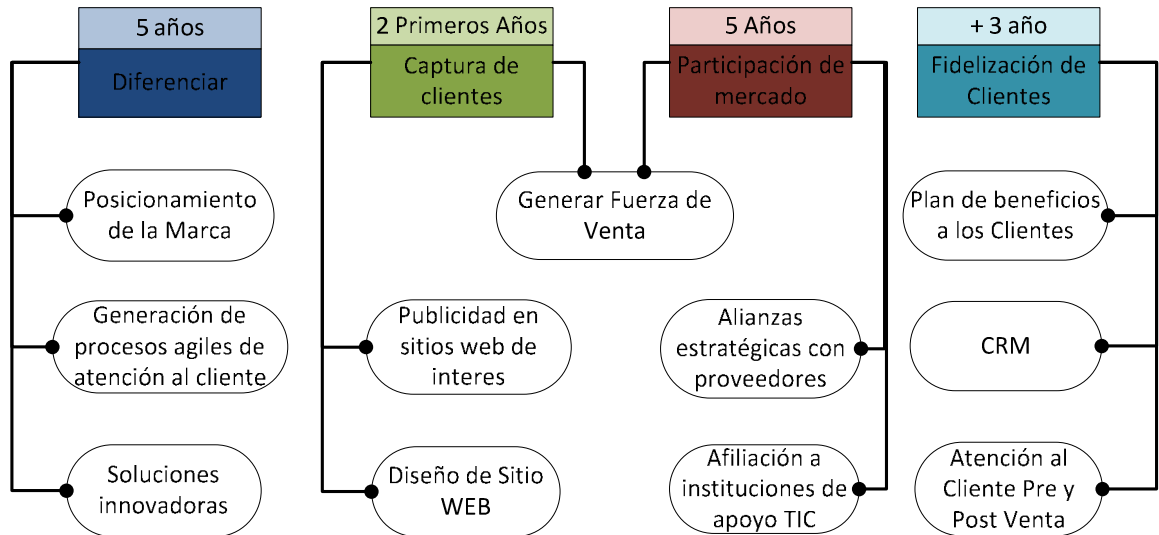 5 años
Diferenciar
2 Primeros Años
Captura de
clientes
5 Años
Participación de
mercado
+ 3 año
Fidelización de
Clientes
Posicionamiento
de la Marca
Generar Fuerza de
Venta
Plan de beneficios
a los Clientes
Generación de
procesos agiles de
atención al cliente
Publicidad en
sitios web de
interes
Alianzas
estratégicas con
proveedores
CRM
Soluciones
innovadoras
Diseño de Sitio
WEB
Afiliación a
instituciones de
apoyo TIC
Atención al
Cliente Pre y
Post Venta